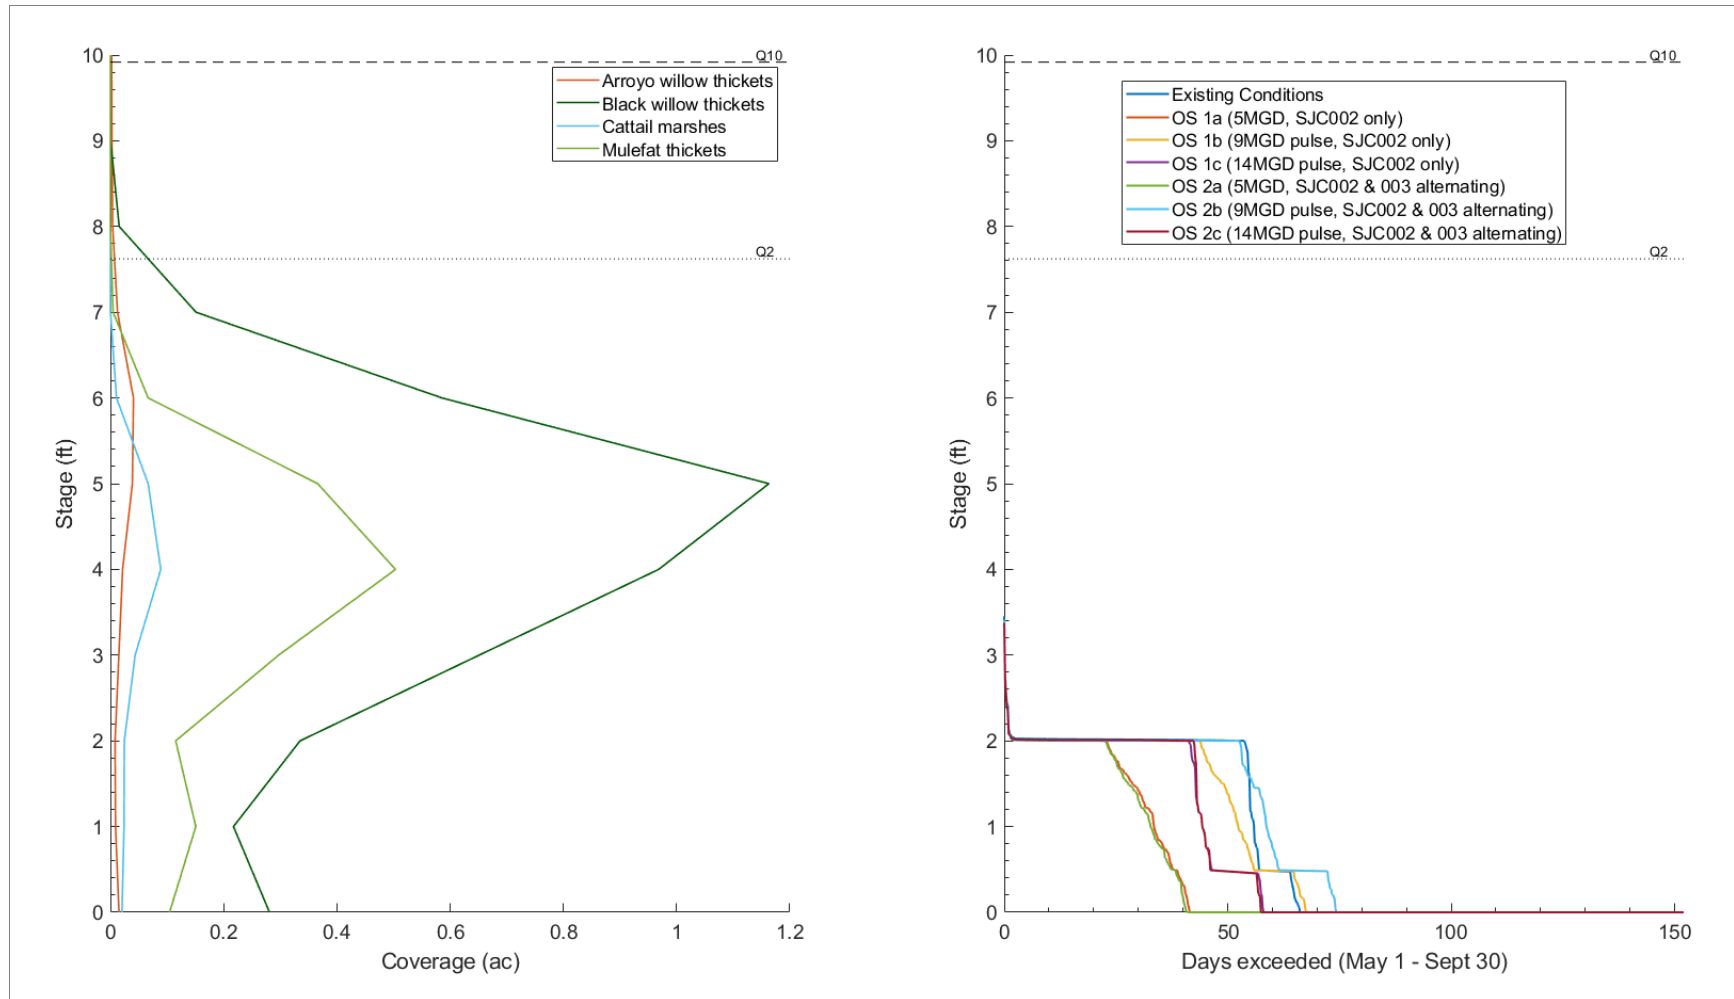 10
9
8
7
6
5
4
3
2
1
0
Stage (ft)
0
0.2
0.4
0.6
0.8
1
1.2
Coverage (ac)
Q10
Arroyo willow thickets
Black willow thickets
Cattail marshes
Mulefat thickets
Q2
10
9
8
7
6
5
4
3
2
1
0
Stage (ft)
0
50
100
150
Days exceeded (May 1 - Sept 30)
Q10
Existing Conditions
OS 1a (5MGD, SJC002 only)
OS 1b (9MGD pulse, SJC002 only)
OS 1c (14MGD pulse, SJC002 only)
OS 2a (5MGD, SJC002 & 003 alternating)
OS 2b (9MGD pulse, SJC002 & 003 alternating)
OS 2c (14MGD pulse, SJC002 & 003 alternating)
Q2